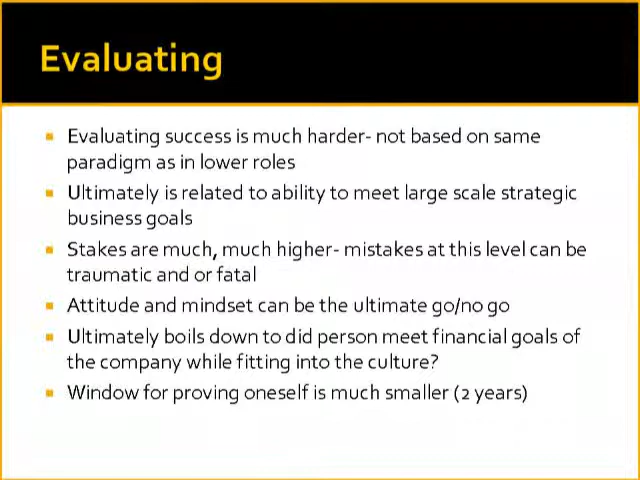 Evaluating
Evaluating success is much harder- not based on same
paradigm as in lower roles
Ultimately is related to ability to meet large scale strategic
business goals
Stakes are much, much higher- mistakes at this level can be
traumatic and or fatal
Attitude and mindset can be the ultimate go/no go
Ultimately boils down to did person meet financial goals of
the company while fitting into the culture?
Window for proving oneself is much smaller (2 years)